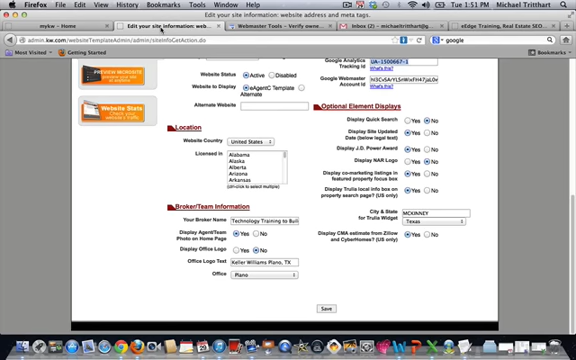 Firefox File Edit View History Bookmarks Tools Window Help
Tue 1:51 PM Michael Tritthart
Edit your site information: website address and meta tags.
mykw - Home
Edit your site information: web...
Webmaster Tools - Verify owne...
eEdge Training, Real Estate SEO...
admin.kw.com/websiteTemplateAdmin/admin/siteInfoGetAction.do
Google
Most Visited
Getting Started
PREVIEW WEBSITE
Website Stats
Website Status
Active
Disabled
Website to Display
eAgentC Template
Alternate
Alternate Website
Google Analytics Tracking Id
UA-1500667-1
What's this?
Google Webmaster Account Id
What's this?
Optional Element Displays
Display Quick Search
Yes No
Display Site Updated Date (below legal text)
Yes No
Display J.D. Power Award
Yes No
Display NAR Logo
Yes No
Display co-marketing listings in featured property focus box
Yes No
Display Trulia local info box on property search page? (US only)
Yes No
City & State for Trulia Widget
MCKINNEY
Texas
Display CMA estimate from Zillow and CyberHomes? (US only)
Yes No
Location
Website Country
United States
Licensed in
Alabama
Alaska
Alberta
Arizona
Arkansas
(ctrl-click to select multiple)
Broker/Team Information
Your Broker Name
Technology Training to Buil
Display Agent/Team Photo on Home Page
Yes No
Display Office Logo
Yes No
Office Logo Text
Keller Williams Plano, TX
Office
Plano
Save